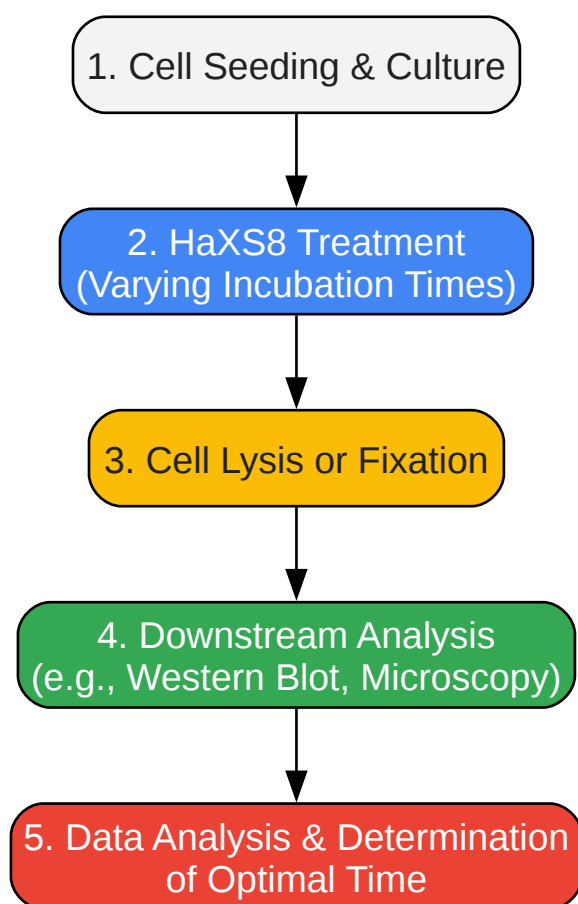 1. Cell Seeding & Culture
2. HaXS8 Treatment
(Varying Incubation Times)
3. Cell Lysis or Fixation
4. Downstream Analysis
(e.g., Western Blot, Microscopy)
5. Data Analysis & Determination
of Optimal Time